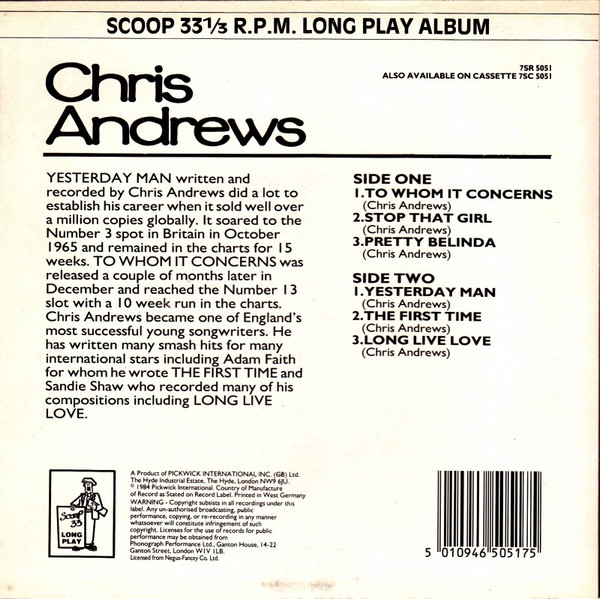 SCOOP 33⅓ R.P.M. LONG PLAY ALBUM
Chris
Andrews
7SR 5051
ALSO AVAILABLE ON CASSETTE 7SC 5051
YESTERDAY MAN written and
recorded by Chris Andrews did a lot to
establish his career when it sold well over
a million copies globally. It soared to the
Number 3 spot in Britain in October
1965 and remained in the charts for 15
weeks. TO WHOM IT CONCERNS was
released a couple of months later in
December and reached the Number 13
slot with a 10 week run in the charts.
Chris Andrews became one of England's
most successful young songwriters. He
has written many smash hits for many
international stars including Adam Faith
for whom he wrote THE FIRST TIME and
Sandie Shaw who recorded many of his
compositions including LONG LIVE
LOVE.
SIDE ONE
1.TO WHOM IT CONCERNS
(Chris Andrews)
2.STOP THAT GIRL
(Chris Andrews)
3.PRETTY BELINDA
(Chris Andrews)
SIDE TWO
1.YESTERDAY MAN
(Chris Andrews)
2.THE FIRST TIME
(Chris Andrews)
3.LONG LIVE LOVE
(Chris Andrews)
Scoop
33
LONG
PLAY
A Product of PICKWICK INTERNATIONAL INC. (GB) Ltd.
The Hyde Industrial Estate, The Hyde, London NW9 6JU.
© 1984 Pickwick International. Country of Manufacture
of Record as Stated on Record Label. Printed in West Germany
WARNING - Copyright subsists in all recordings under this
label. Any un-authorised broadcasting, public
performance, copying, or re-recording in any manner
whatsoever will constitute infringement of such
copyright. Licenses for the use of records for public
performance may be obtained from
Phonograph Performance Ltd., Ganton House, 14-22
Ganton Street, London W1V 1LB.
Licensed from Negus-Fancey Co. Ltd.
5 010946 505175